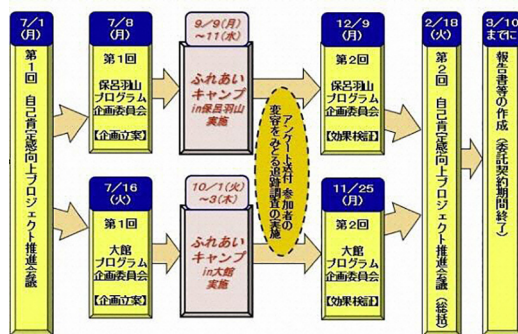 7/1
(月)
第1回 自己肯定感向上プロジェクト推進会議
7/8
(月)
第1回
保呂羽山
プログラム
企画委員会
【企画立案】
9/9(月)
~11(水)
ふれあい
キャンプ
in保呂羽山
実施
12/9
(月)
第2回
保呂羽山
プログラム
企画委員会
【効果検証】
7/16
(火)
第1回
大館
プログラム
企画委員会
【企画立案】
10/1(火)
~3(木)
ふれあい
キャンプ
in大館
実施
アンケート送付 参加者の
変容をみとる追跡調査の実施
11/25
(月)
第2回
大館
プログラム
企画委員会
【効果検証】
2/18
(火)
第2回 自己肯定感向上プロジェクト推進会議(総括)
3/10
までに
報告書等の作成(委託契約期間終了)